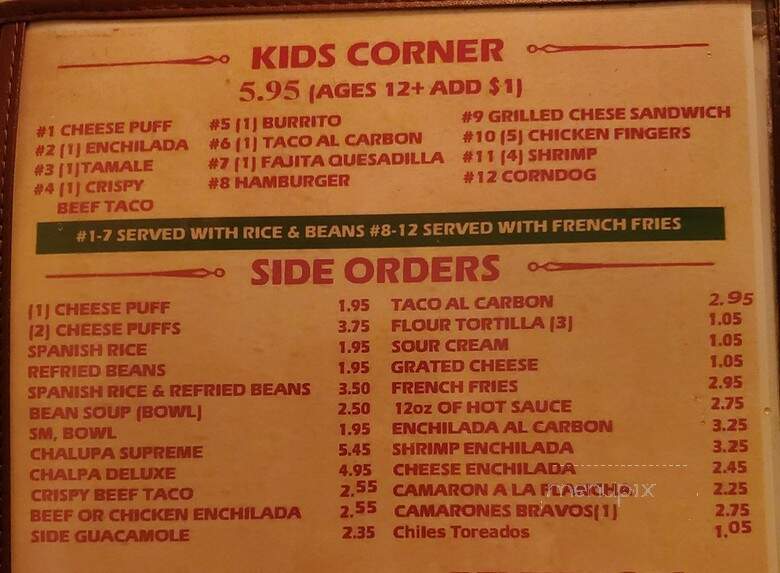 KIDS CORNER
5.95 (AGES 12+ ADD $1)
#1 CHEESE PUFF
#2 (1) ENCHILADA
#3 (1)TAMALE
#4 (1) CRISPY
BEEF TACO
#5 (1) BURRITO
#6 (1) TACO AL CARBON
#7 (1) FAJITA QUESADILLA
#8 HAMBURGER
#9 GRILLED CHESE SANDWICH
#10 (5) CHICKEN FINGERS
#11 (4) SHRIMP
#12 CORNDOG
#1-7 SERVED WITH RICE & BEANS #8-12 SERVED WITH FRENCH FRIES
SIDE ORDERS
(1) CHEESE PUFF 1.95
(2) CHEESE PUFFS 3.75
SPANISH RICE 1.95
REFRIED BEANS 1.95
SPANISH RICE & REFRIED BEANS 3.50
BEAN SOUP (BOWL) 2.50
SM, BOWL 1.95
CHALUPA SUPREME 5.45
CHALPA DELUXE 4.95
CRISPY BEEF TACO 2.55
BEEF OR CHICKEN ENCHILADA 2.55
SIDE GUACAMOLE 2.35
TACO AL CARBON 2.95
FLOUR TORTILLA (3) 1.05
SOUR CREAM 1.05
GRATED CHEESE 1.05
FRENCH FRIES 2.95
12oz OF HOT SAUCE 2.75
ENCHILADA AL CARBON 3.25
SHRIMP ENCHILADA 3.25
CHEESE ENCHILADA 2.45
CAMARON A LA 2.25
CAMARONES BRAVOS(1) 2.75
Chiles Toreados 1.05
menupix